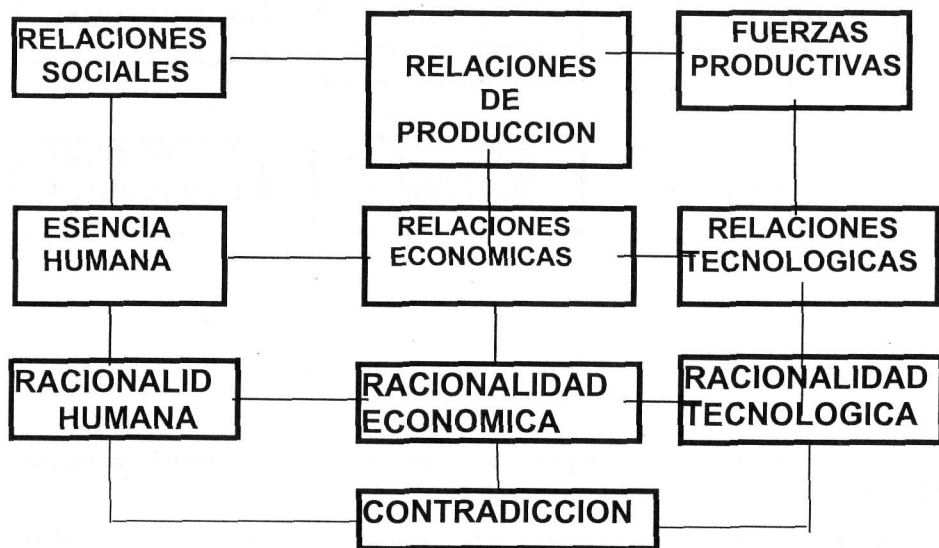 RELACIONES
SOCIALES
RELACIONES
DE
PRODUCCION
FUERZAS
PRODUCTIVAS
ESENCIA
HUMANA
RELACIONES
ECONOMICAS
RELACIONES
TECNOLOGICAS
RACIONALID
HUMANA
RACIONALIDAD
ECONOMICA
RACIONALIDAD
TECNOLOGICA
CONTRADICCION